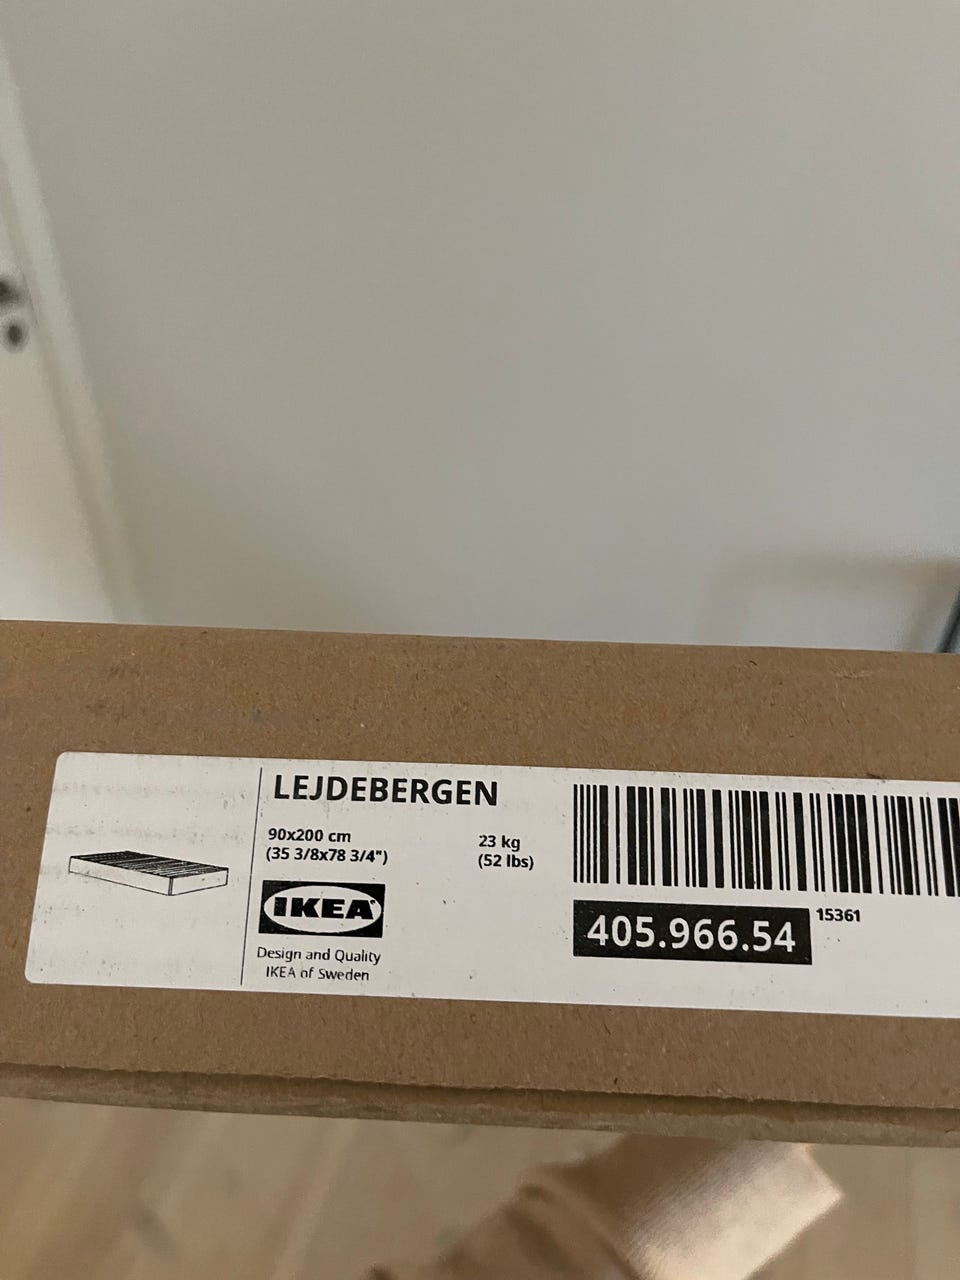 LEJDEBERGEN
90x200 cm
(35 3/8x78 3/4")
23 kg
(52 lbs)
IKEA
Design and Quality
IKEA of Sweden
405.966.54
15361